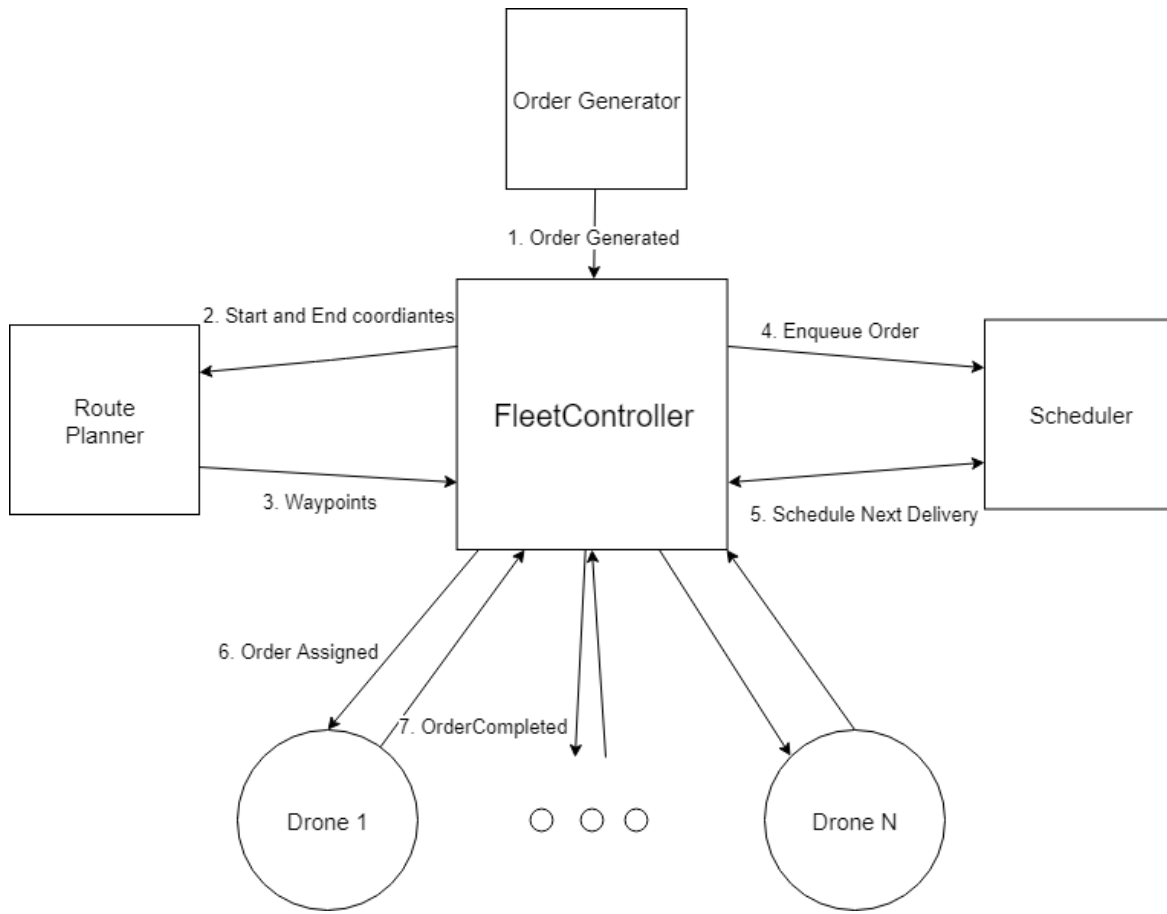 Order Generator
1. Order Generated
2. Start and End coordiantes
4. Enqueue Order
Route
Planner
FleetController
Scheduler
3. Waypoints
5. Schedule Next Delivery
6. Order Assigned
7. OrderCompleted
Drone 1
Drone N